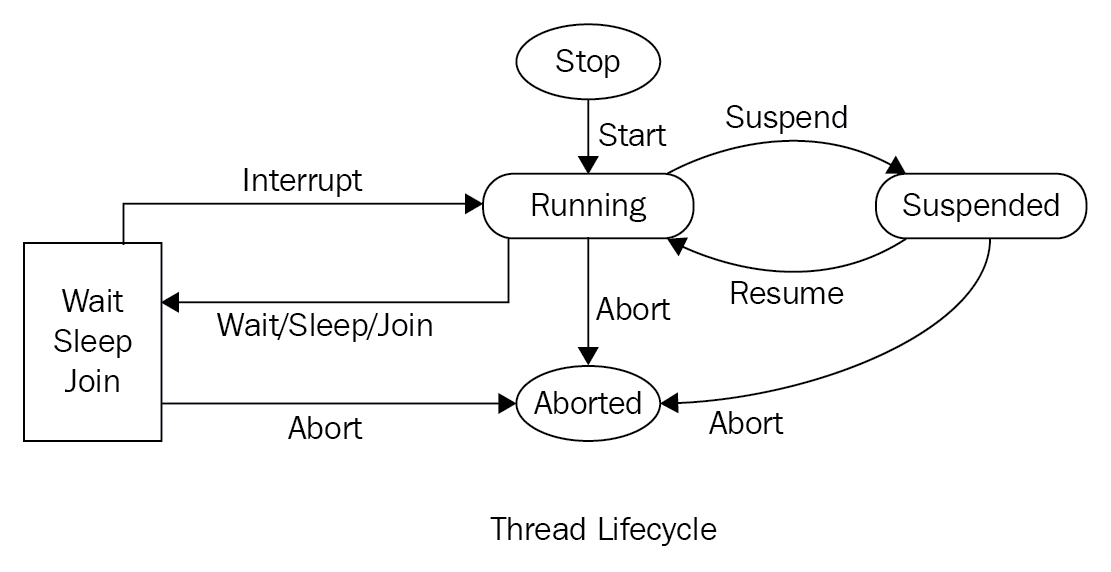 Stop
Start
Suspend
Interrupt
Running
Suspended
Resume
Wait
Sleep
Join
Wait/Sleep/Join
Abort
Aborted
Abort
Abort
Thread Lifecycle